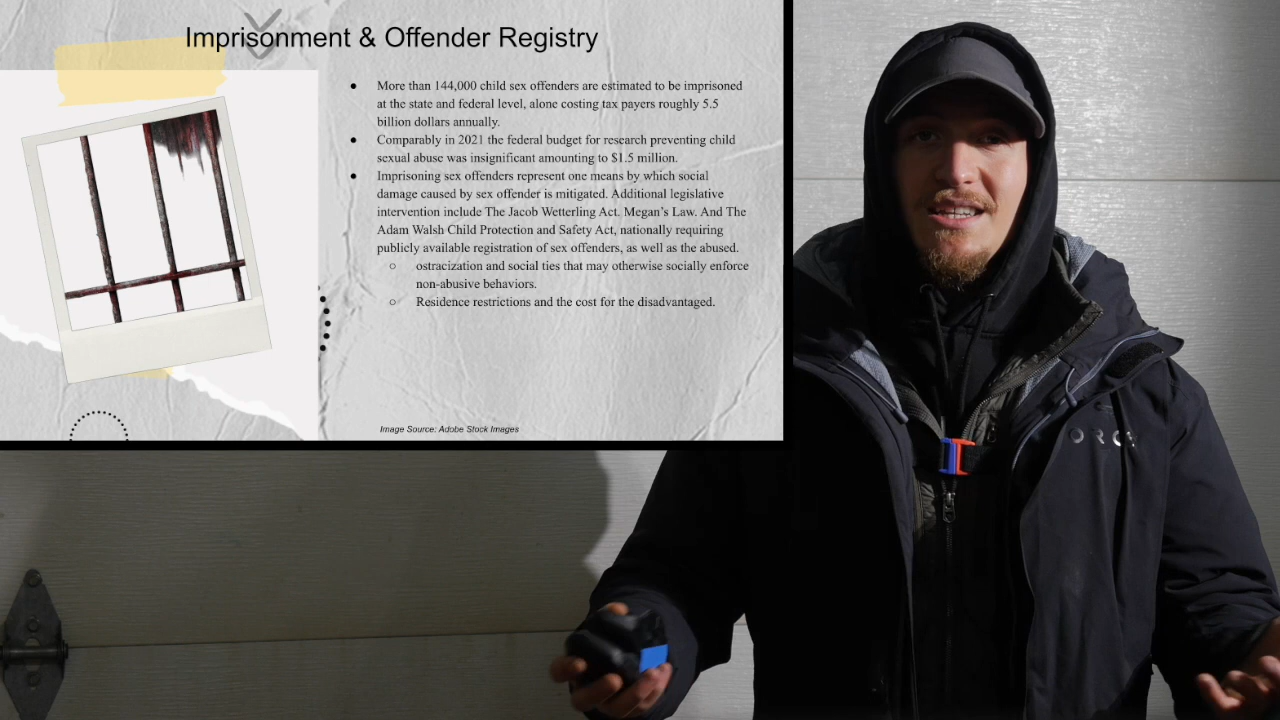 Imprisonment & Offender Registry
● More than 144,000 child sex offenders are estimated to be imprisoned
at the state and federal level, alone costing tax payers roughly 5.5
billion dollars annually.
● Comparably in 2021 the federal budget for research preventing child
sexual abuse was insignificant amounting to $1.5 million.
● Imprisoning sex offenders represent one means by which social
damage caused by sex offender is mitigated. Additional legislative
intervention include The Jacob Wetterling Act. Megan’s Law. And The
Adam Walsh Child Protection and Safety Act, nationally requiring
publicly available registration of sex offenders, as well as the abused.
○ ostracization and social ties that may otherwise socially enforce
non-abusive behaviors.
○ Residence restrictions and the cost for the disadvantaged.
Image Source: Adobe Stock Images